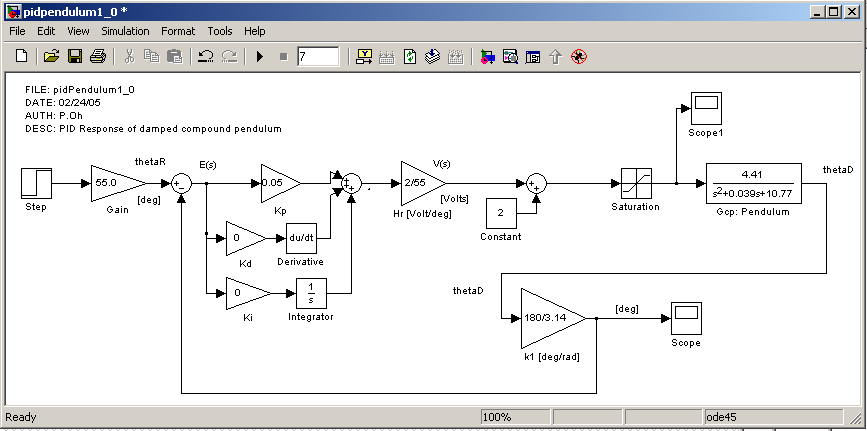 pidpendulum1_0 *
File Edit View Simulation Format Tools Help
7
FILE: pidPendulum1_0
DATE: 02/24/05
AUTH: P.Oh
DESC: PID Response of damped compound pendulum
Scope1
thetaR
E(s)
V(s)
thetaD
Step
55.0
Gain
[deg]
0.05
Kp
2/55
Hr [Volt/deg]
[Volts]
2
Constant
Saturation
4.41
s²+0.039s+10.77
Gcp: Pendulum
0
Kd
du/dt
Derivative
0
Ki
1
s
Integrator
thetaD
180/3.14
k1 [deg/rad]
[deg]
Scope
Ready
100%
ode45